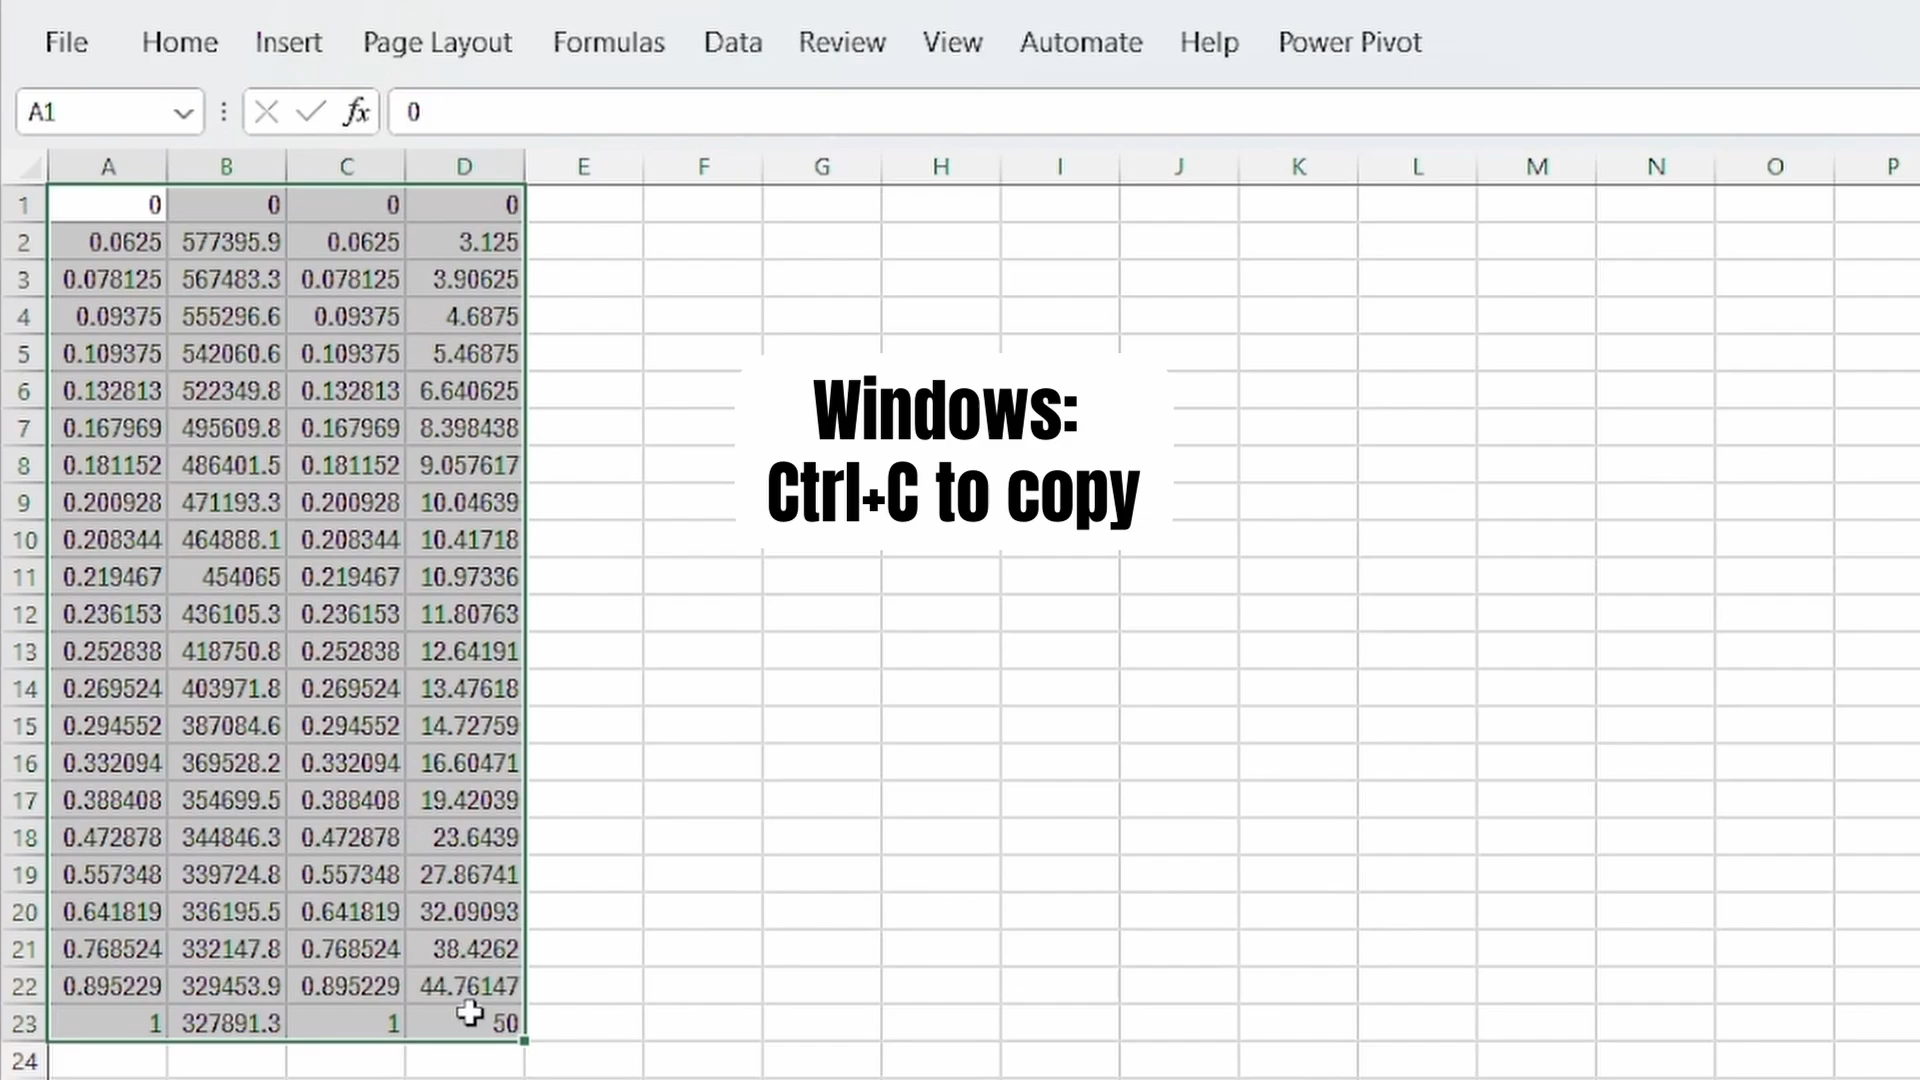 File Home Insert Page Layout Formulas Data Review View Automate Help Power Pivot
A1 fx 0
A B C D E F G H I J K L M N O P
1 0 0 0 0
2 0.0625 577395.9 0.0625 3.125
3 0.078125 567483.3 0.078125 3.90625
4 0.09375 555296.6 0.09375 4.6875
5 0.109375 542060.6 0.109375 5.46875
6 0.132813 522349.8 0.132813 6.640625
7 0.167969 495609.8 0.167969 8.398438
8 0.181152 486401.5 0.181152 9.057617
9 0.200928 471193.3 0.200928 10.04639
10 0.208344 464888.1 0.208344 10.41718
11 0.219467 454065 0.219467 10.97336
12 0.236153 436105.3 0.236153 11.80763
13 0.252838 418750.8 0.252838 12.64191
14 0.269524 403971.8 0.269524 13.47618
15 0.294552 387084.6 0.294552 14.72759
16 0.332094 369528.2 0.332094 16.60471
17 0.388408 354699.5 0.388408 19.42039
18 0.472878 344846.3 0.472878 23.6439
19 0.557348 339724.8 0.557348 27.86741
20 0.641819 336195.5 0.641819 32.09093
21 0.768524 332147.8 0.768524 38.4262
22 0.895229 329453.9 0.895229 44.76147
23 1 327891.3 1 50
24
Windows:
Ctrl+C to copy